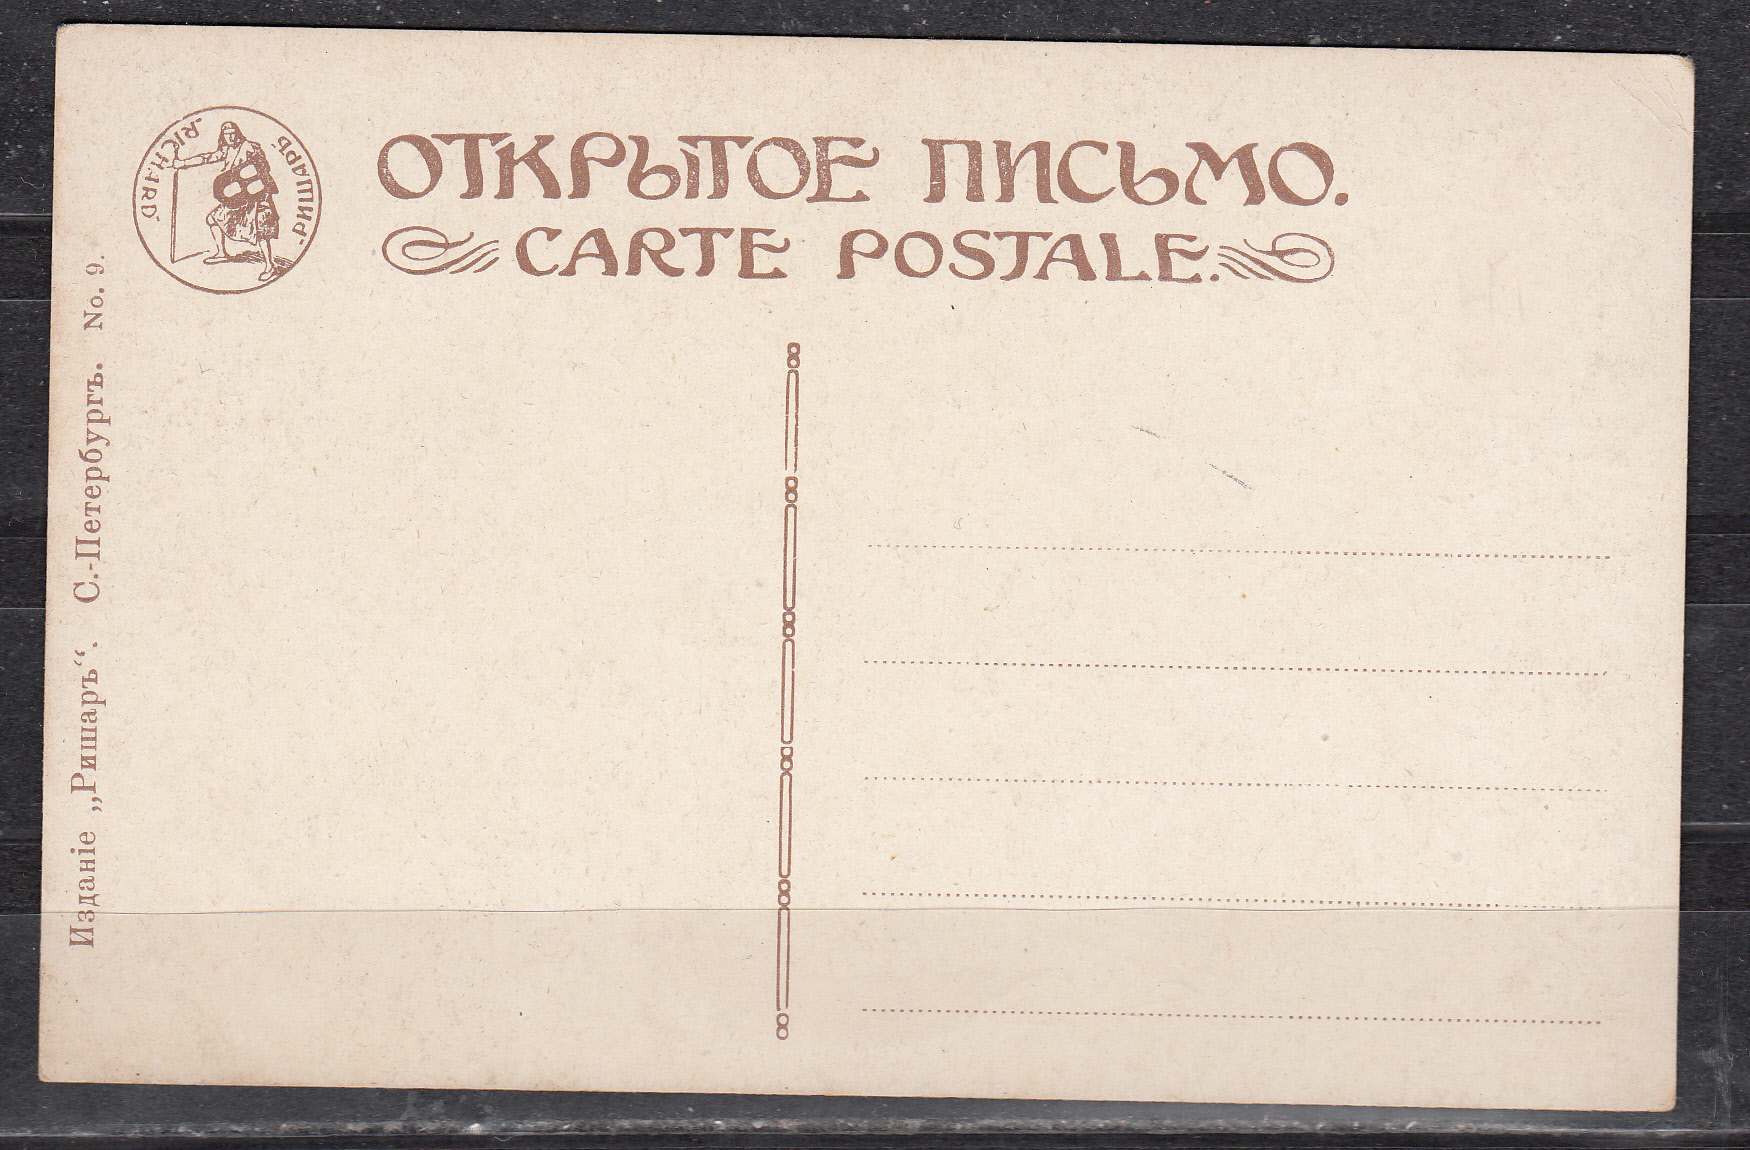 RICHARD
РИШАРЪ
ОТКРЫТОЕ ПИСЬМО.
CARTE POSTALE.
Изданіе „Ришаръ“. С.-Петербургъ. No. 9.